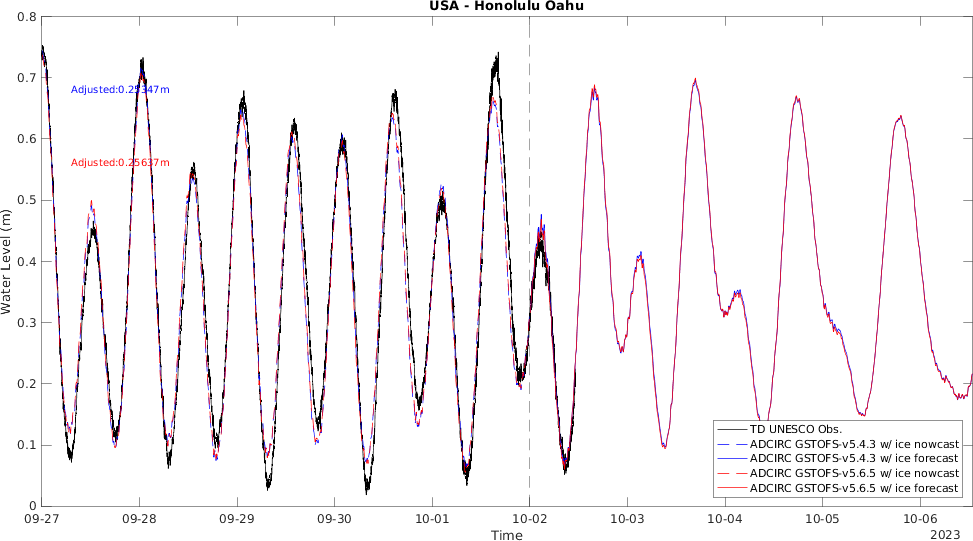 USA - Honolulu Oahu
0.8
0.7
0.6
0.5
0.4
0.3
0.2
0.1
0
Water Level (m)
Adjusted:0.25347m
Adjusted:0.25637m
TD UNESCO Obs.
ADCIRC GSTOFS-v5.4.3 w/ ice nowcast
ADCIRC GSTOFS-v5.4.3 w/ ice forecast
ADCIRC GSTOFS-v5.6.5 w/ ice nowcast
ADCIRC GSTOFS-v5.6.5 w/ ice forecast
09-27 09-28 09-29 09-30 10-01 10-02 10-03 10-04 10-05 10-06
Time
2023